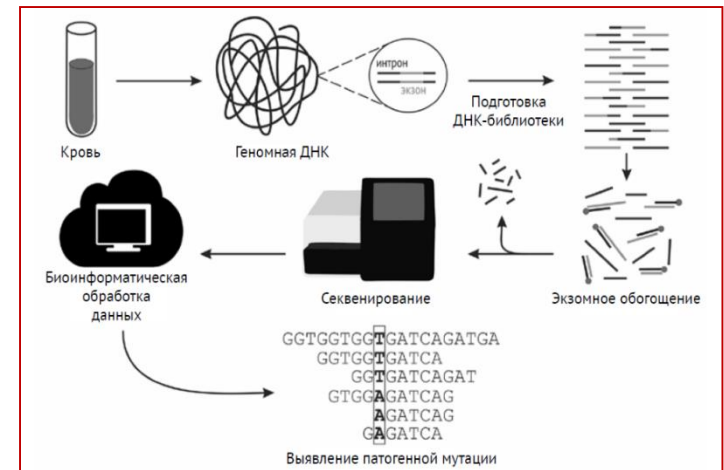 Кровь
Геномная ДНК
интрон
экзон
Подготовка
ДНК-библиотеки
Биоинформатическая
обработка
данных
Секвенирование
Экзомное обогощение
GGTGGTGGTGATCAGATGA
GGTGGTGATCA
GGTGATCAGAT
GTGGAGATCAG
AGATCAG
GAGATCA
Выявление патогенной мутации